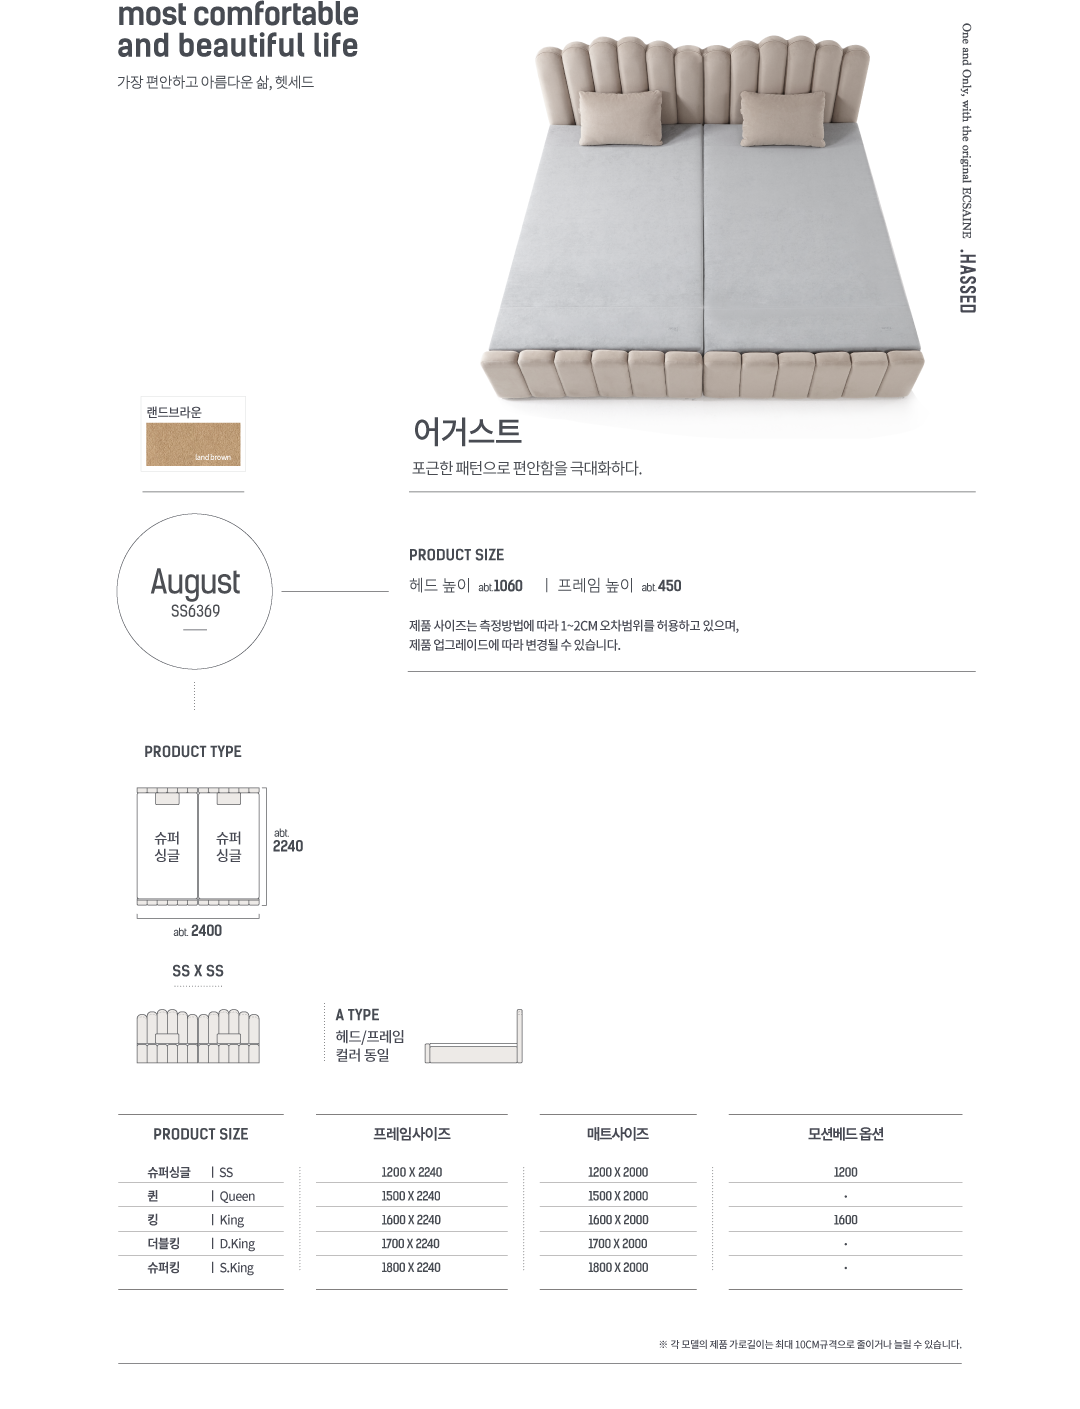 most comfortable
and beautiful life
가장 편안하고 아름다운 삶, 헷세드
One and Only, with the original ECSAINE .HASSED
랜드브라운
land brown
어거스트
포근한 패턴으로 편안함을 극대화하다.
August
SS6369
PRODUCT SIZE
헤드 높이 abt.1060 | 프레임 높이 abt.450
제품 사이즈는 측정방법에 따라 1~2CM 오차범위를 허용하고 있으며,
제품 업그레이드에 따라 변경될 수 있습니다.
PRODUCT TYPE
슈퍼 싱글
슈퍼 싱글
abt.
2240
abt. 2400
SS X SS
A TYPE
헤드/프레임
컬러 동일
PRODUCT SIZE 프레임사이즈 매트사이즈 모션베드 옵션
슈퍼싱글 | SS 1200 X 2240 1200 X 2000 1200
퀸 | Queen 1500 X 2240 1500 X 2000 -
킹 | King 1600 X 2240 1600 X 2000 1600
더블킹 | D.King 1700 X 2240 1700 X 2000 -
슈퍼킹 | S.King 1800 X 2240 1800 X 2000 -
※ 각 모델의 제품 가로길이는 최대 10CM규격으로 줄이거나 늘릴 수 있습니다.